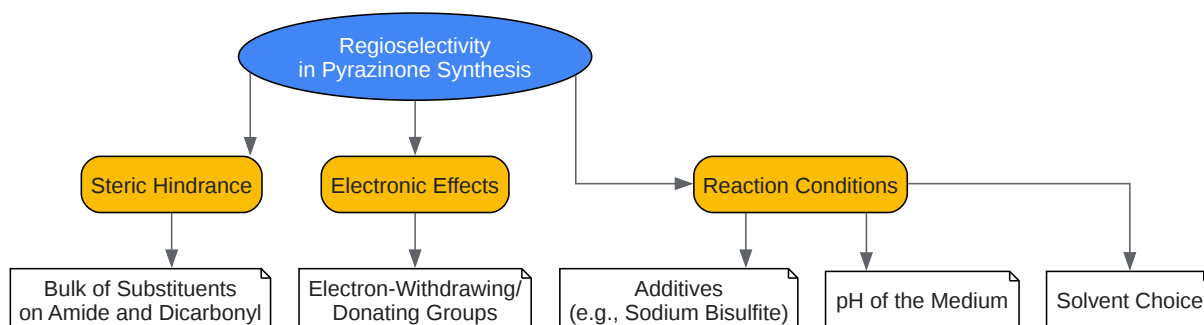 Regioselectivity
in Pyrazinone Synthesis
Steric Hindrance
Electronic Effects
Reaction Conditions
Bulk of Substituents
on Amide and Dicarbonyl
Electron-Withdrawing/
Donating Groups
Additives
(e.g., Sodium Bisulfite)
pH of the Medium
Solvent Choice